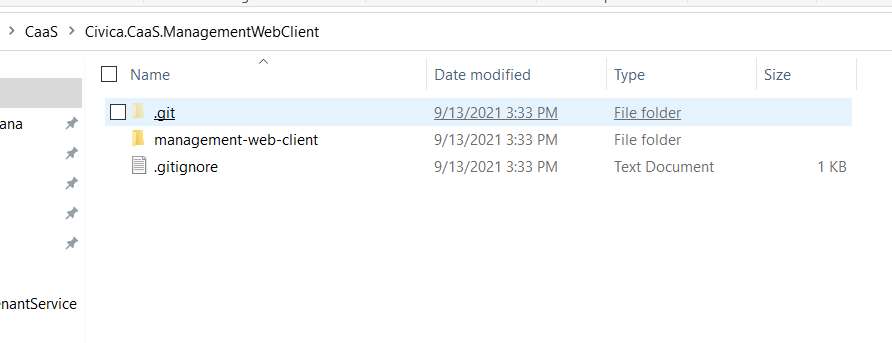 CaaS > Civica.CaaS.ManagementWebClient
Name Date modified Type Size
.git 9/13/2021 3:33 PM File folder
ana
management-web-client 9/13/2021 3:33 PM File folder
.gitignore 9/13/2021 3:33 PM Text Document 1 KB
enantService